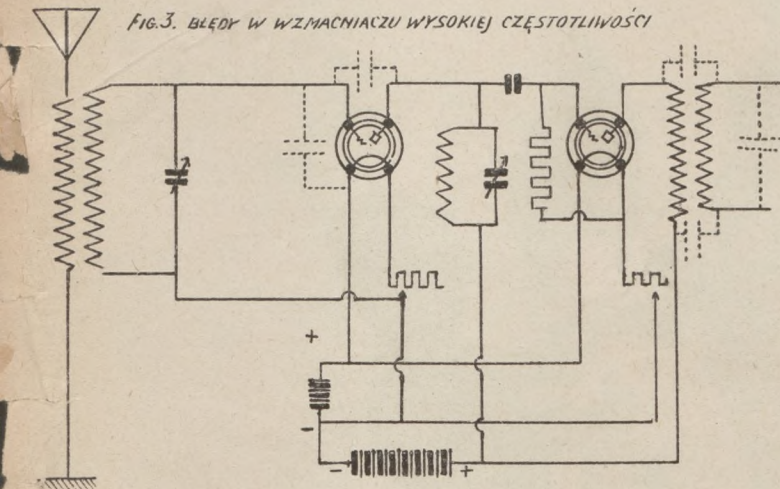 FIG.3. BŁĘDY W WZMACNIACZU WYSOKIEJ CZĘSTOTLIWOŚCI
+
-
- +